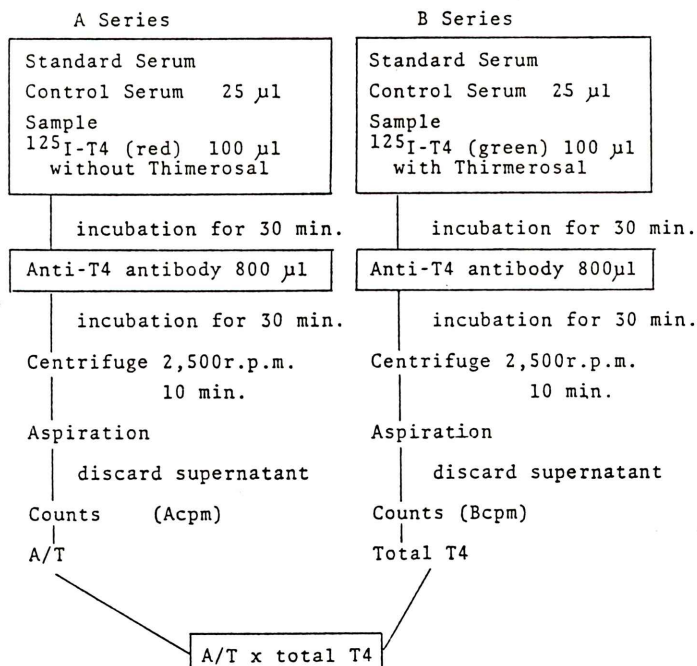 A Series
Standard Serum
Control Serum 25 µl
Sample
125I-T4 (red) 100 µl
without Thimerosal
incubation for 30 min.
Anti-T4 antibody 800 µl
incubation for 30 min.
Centrifuge 2,500r.p.m.
10 min.
Aspiration
discard supernatant
Counts (Acpm)
A/T
B Series
Standard Serum
Control Serum 25 µl
Sample
125I-T4 (green) 100 µl
with Thirmerosal
incubation for 30 min.
Anti-T4 antibody 800µl
incubation for 30 min.
Centrifuge 2,500r.p.m.
10 min.
Aspiration
discard supernatant
Counts (Bcpm)
Total T4
A/T x total T4